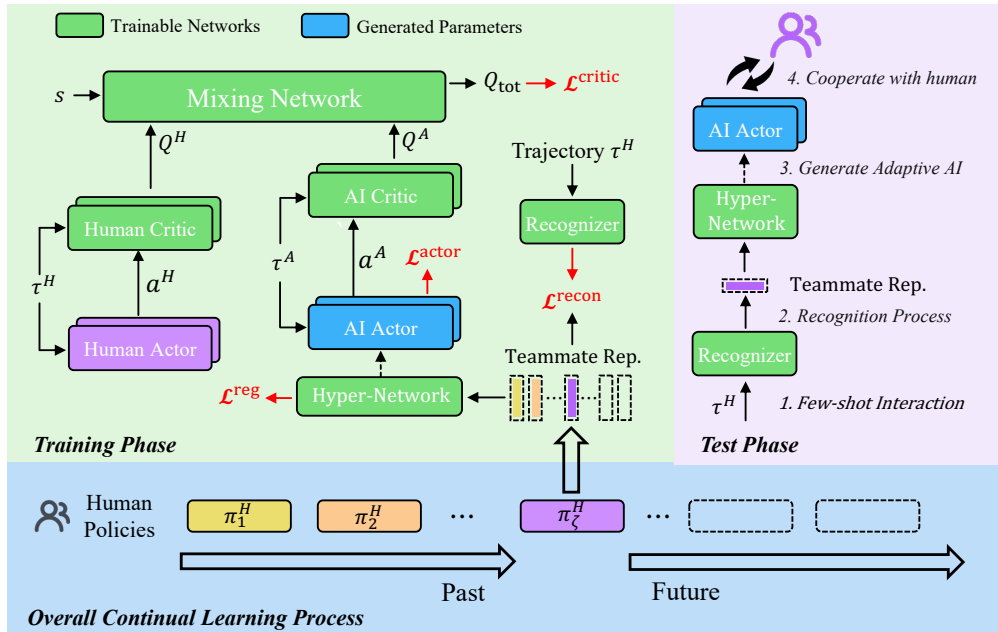 Trainable Networks
Generated Parameters
s
Mixing Network
Q_tot
𝓛^critic
Q^H
Q^A
Trajectory τ^H
Human Critic
AI Critic
Recognizer
τ^H
a^H
τ^A
a^A
𝓛^actor
𝓛^recon
Human Actor
AI Actor
Teammate Rep.
𝓛^reg
Hyper-Network
Training Phase
4. Cooperate with human
AI Actor
3. Generate Adaptive AI
Hyper-
Network
Teammate Rep.
2. Recognition Process
Recognizer
τ^H
1. Few-shot Interaction
Test Phase
Human
Policies
π_1^H
π_2^H
...
π_ζ^H
...
Past
Future
Overall Continual Learning Process